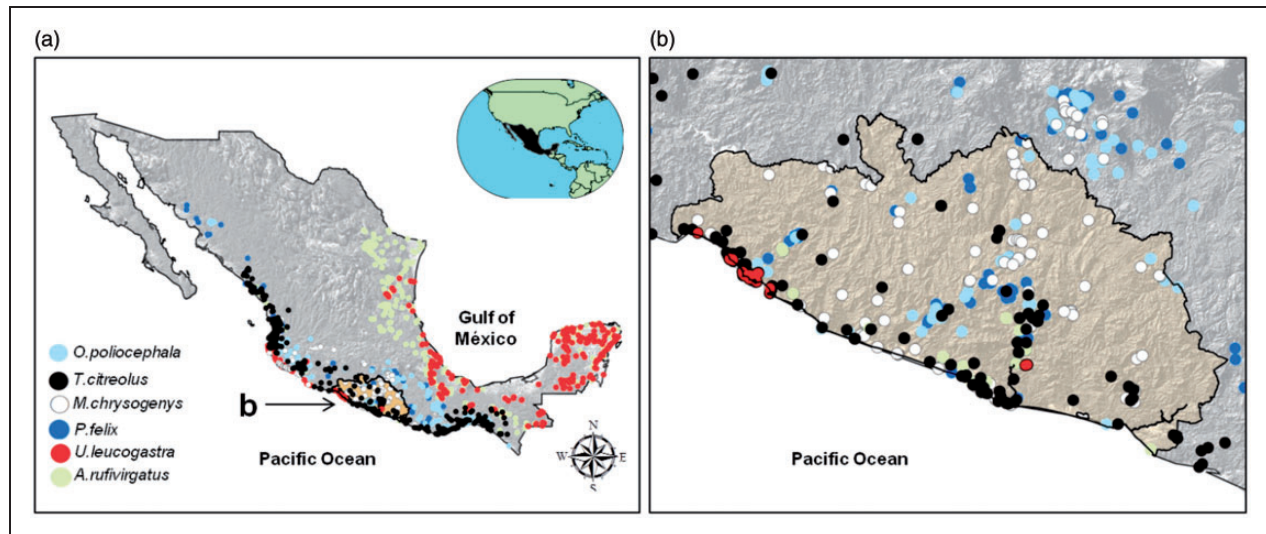 (a)
(b)
Gulf of
México
O.poliocephala
T.citreolus
M.chrysogenys
P.felix
U.leucogastra
A.rufivirgatus
b
Pacific Ocean
N
W
E
S
Pacific Ocean